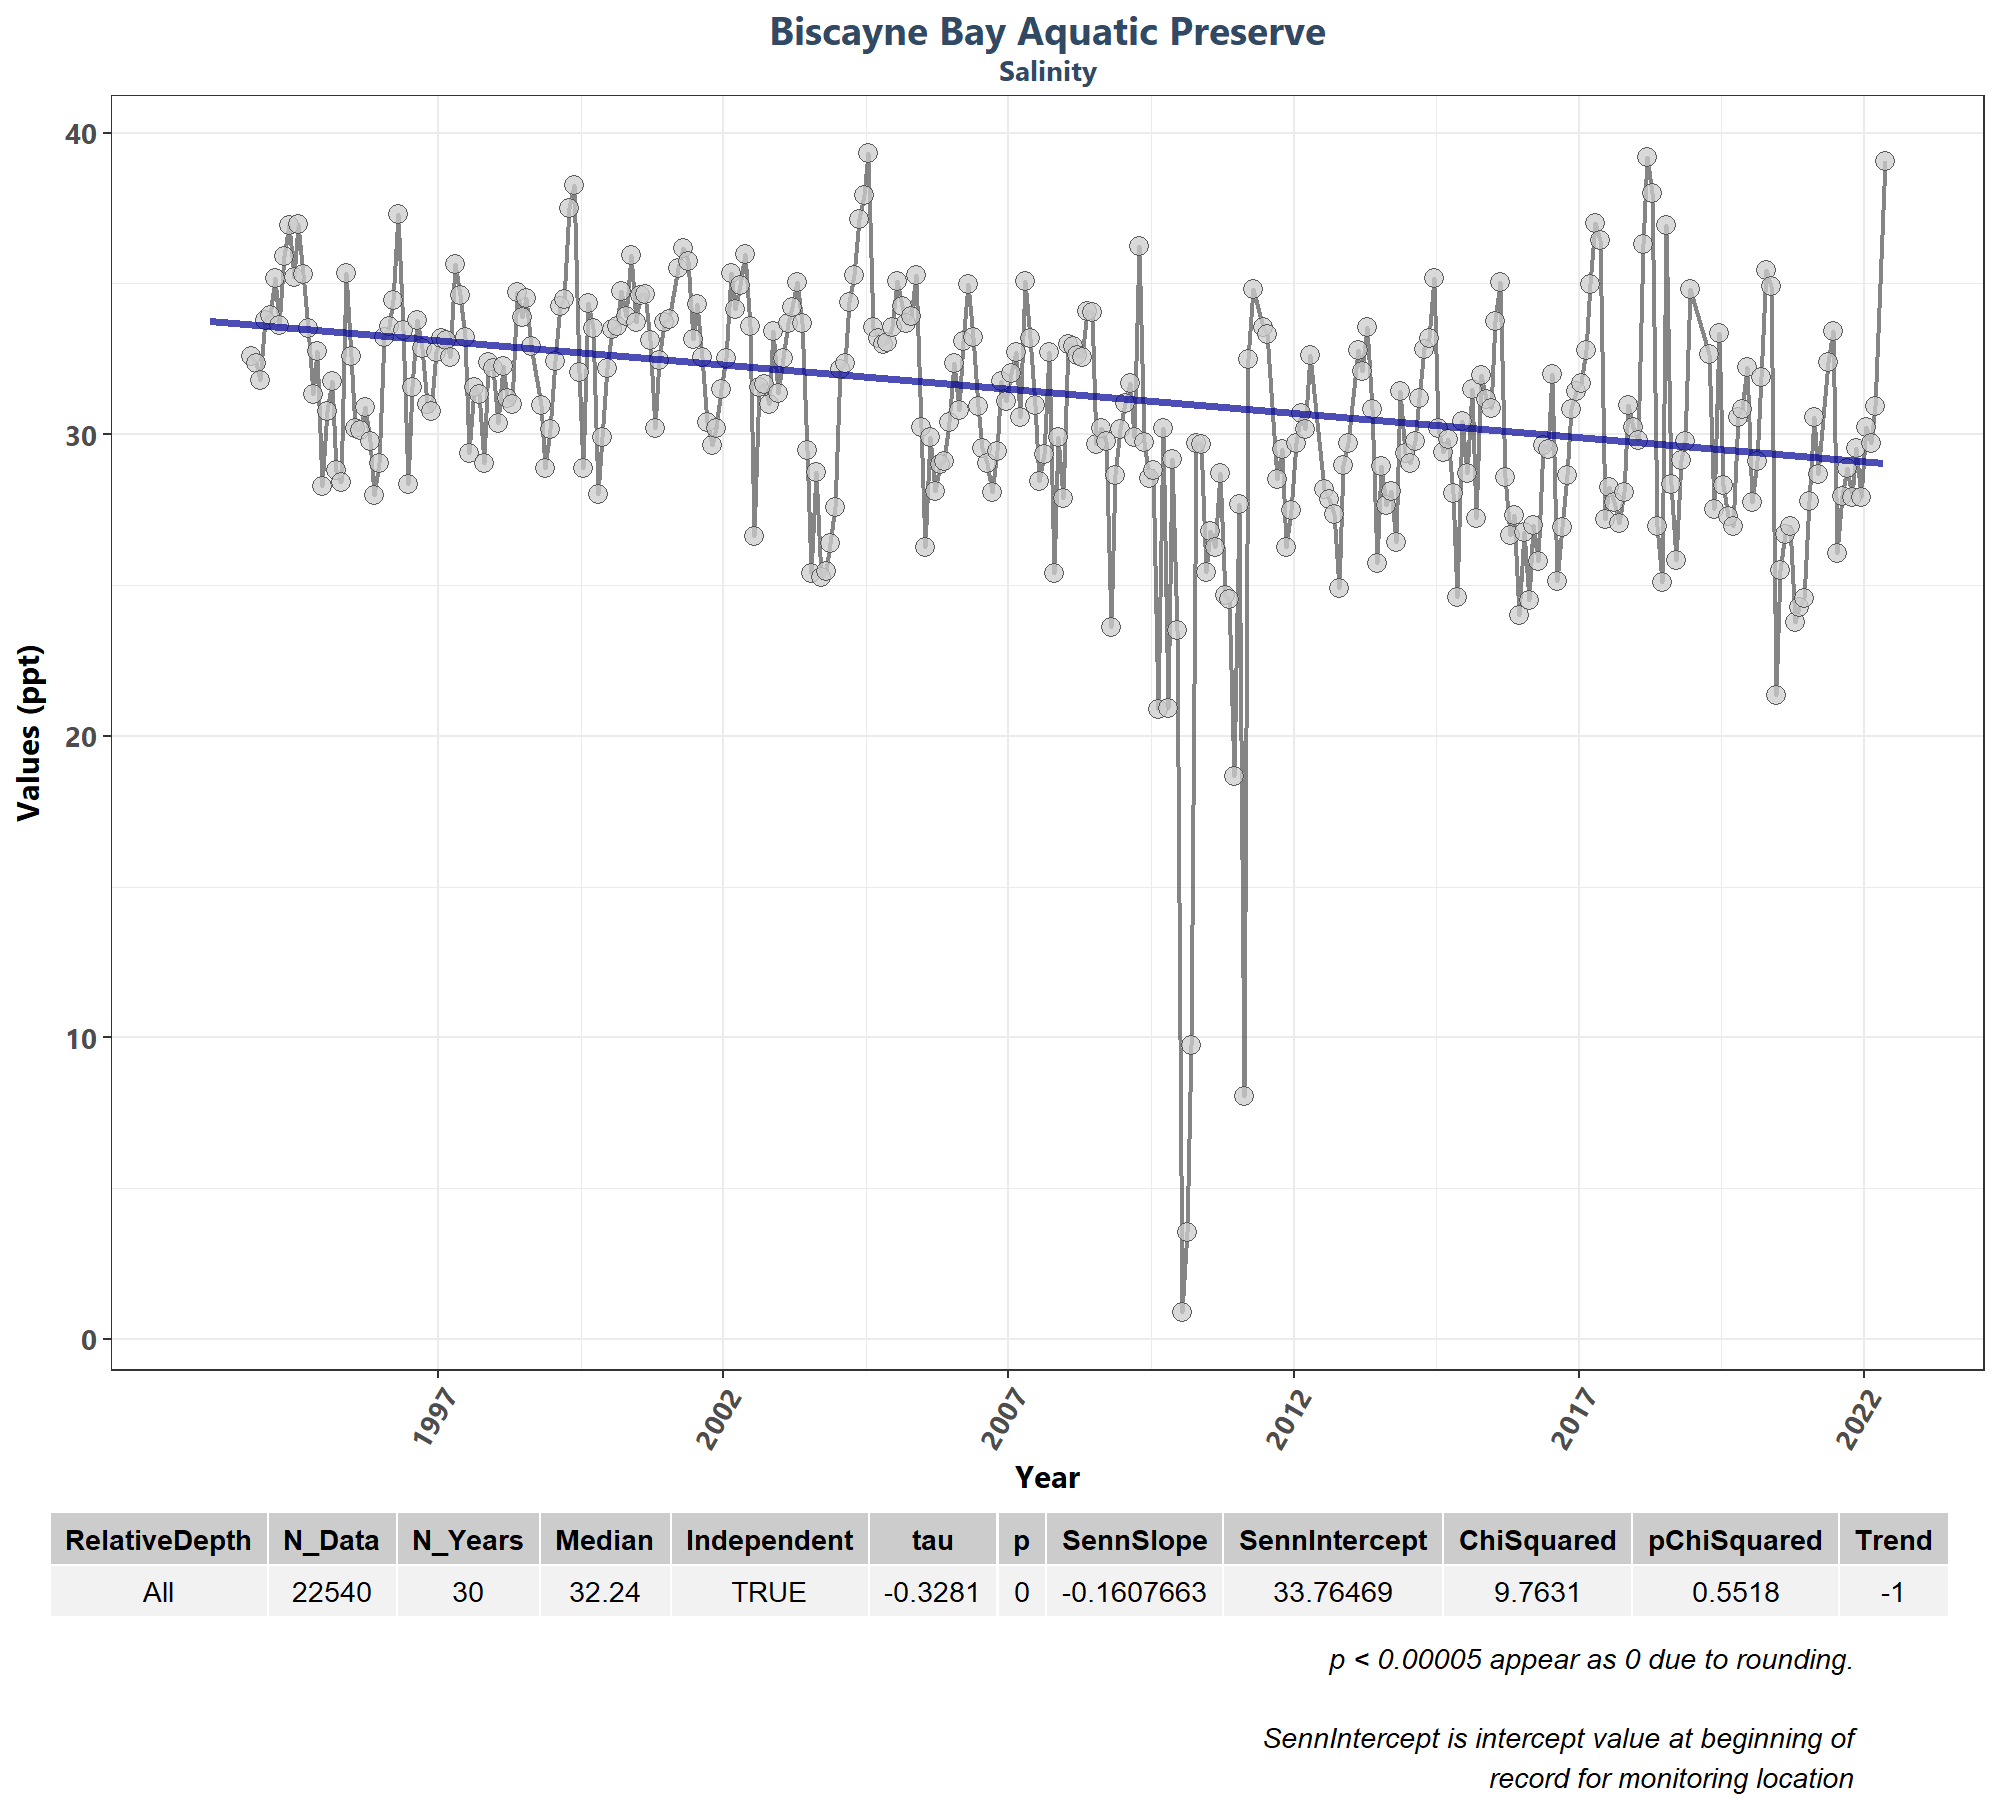 Biscayne Bay Aquatic Preserve
Salinity
Values (ppt)
40
30
20
10
0
1997 2002 2007 2012 2017 2022
Year
RelativeDepth N_Data N_Years Median Independent tau p SennSlope SennIntercept ChiSquared pChiSquared Trend
All 22540 30 32.24 TRUE -0.3281 0 -0.1607663 33.76469 9.7631 0.5518 -1
p < 0.00005 appear as 0 due to rounding.
SennIntercept is intercept value at beginning of
record for monitoring location